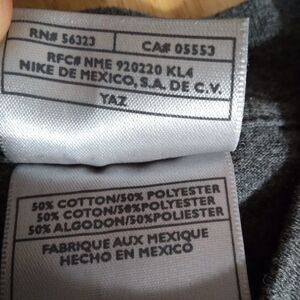 RN# 56323 CA# 05553
RFC# NME 920220 KL4
NIKE DE MEXICO, S.A. DE C.V.
YAZ
50% COTTON/50% POLYESTER
50% COTON/50% POLYESTER
50% ALGODON/50% POLIESTER
FABRIQUE AUX MEXIQUE
HECHO EN MEXICO